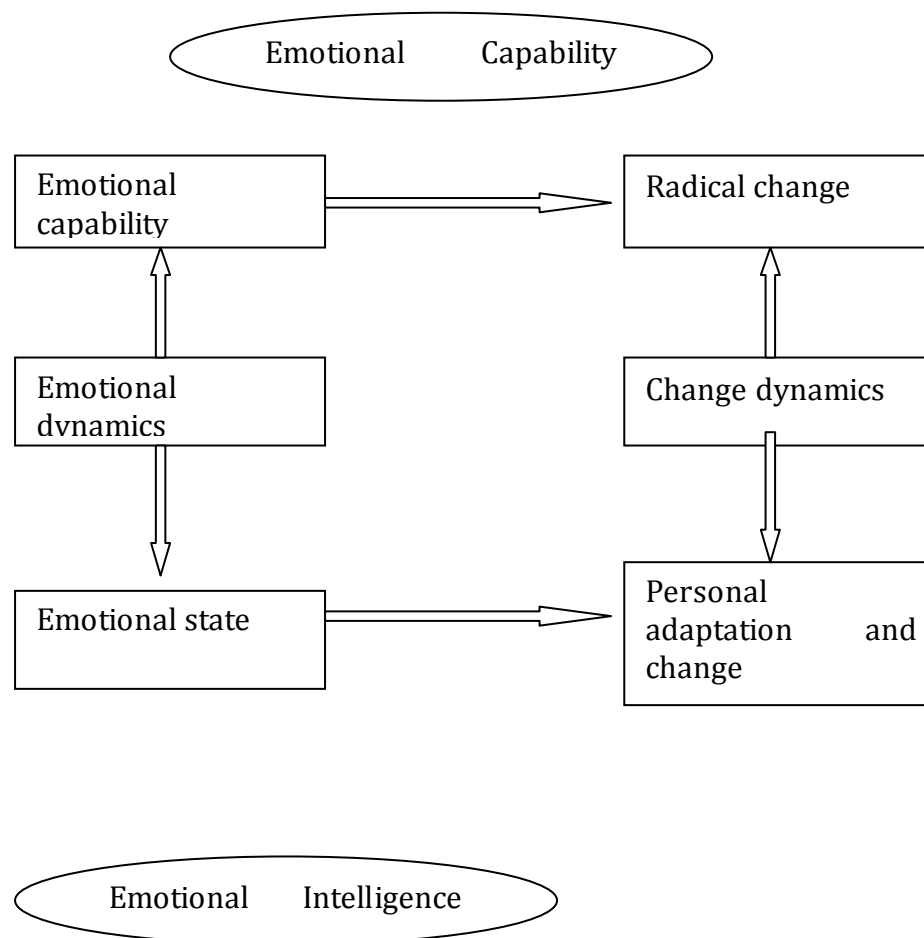 Emotional Capability
Emotional
capability
Radical change
Emotional
dynamics
Change dynamics
Emotional state
Personal
adaptation and
change
Emotional Intelligence